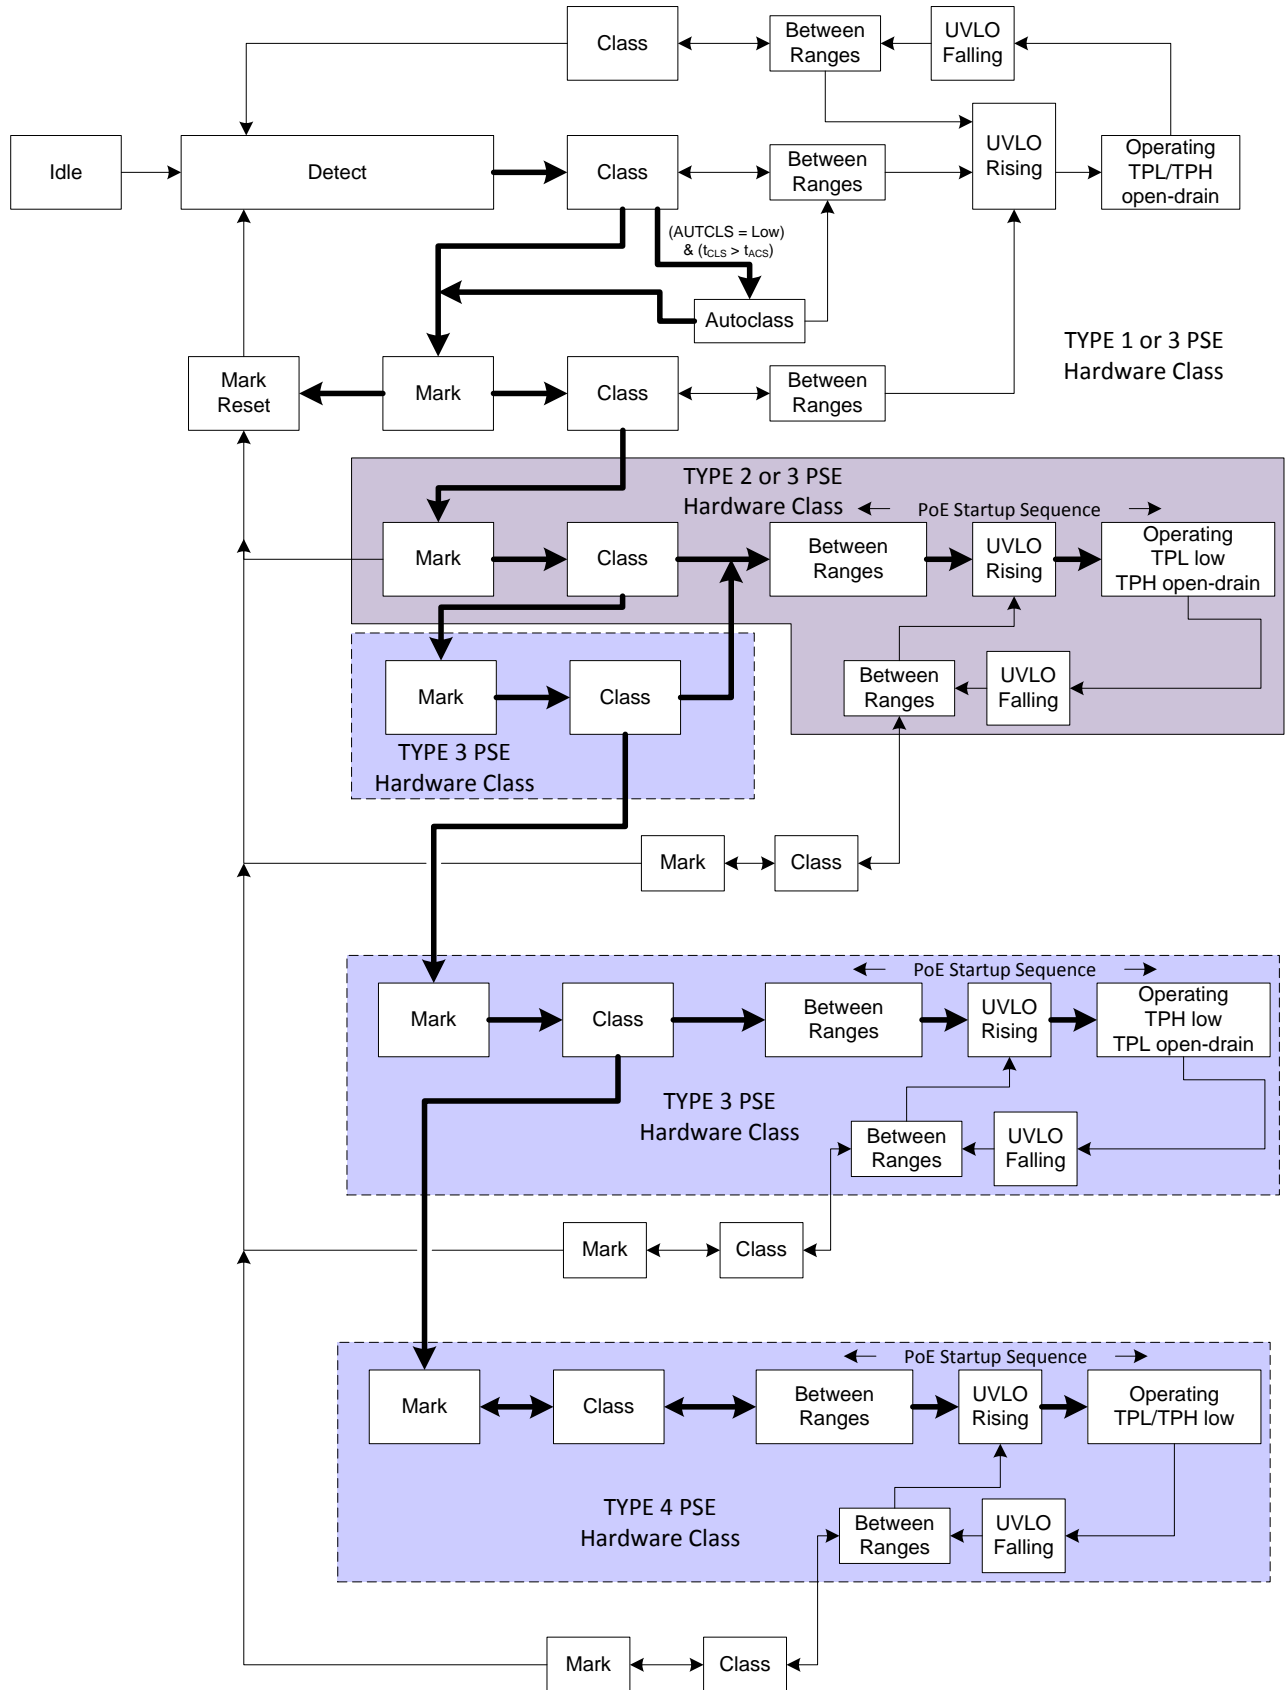 Class
Between
Ranges
UVLO
Falling
Idle
Detect
Class
Between
Ranges
UVLO
Rising
Operating
TPL/TPH
open-drain
(AUTCLS = Low)
& (tCLS > tACS)
Autoclass
TYPE 1 or 3 PSE
Hardware Class
Mark
Reset
Mark
Class
Between
Ranges
TYPE 2 or 3 PSE
Hardware Class
PoE Startup Sequence
Mark
Class
Between
Ranges
UVLO
Rising
Operating
TPL low
TPH open-drain
Mark
Class
Between
Ranges
UVLO
Falling
TYPE 3 PSE
Hardware Class
Mark
Class
PoE Startup Sequence
Mark
Class
Between
Ranges
UVLO
Rising
Operating
TPH low
TPL open-drain
TYPE 3 PSE
Hardware Class
Between
Ranges
UVLO
Falling
Mark
Class
PoE Startup Sequence
Mark
Class
Between
Ranges
UVLO
Rising
Operating
TPL/TPH low
TYPE 4 PSE
Hardware Class
Between
Ranges
UVLO
Falling
Mark
Class